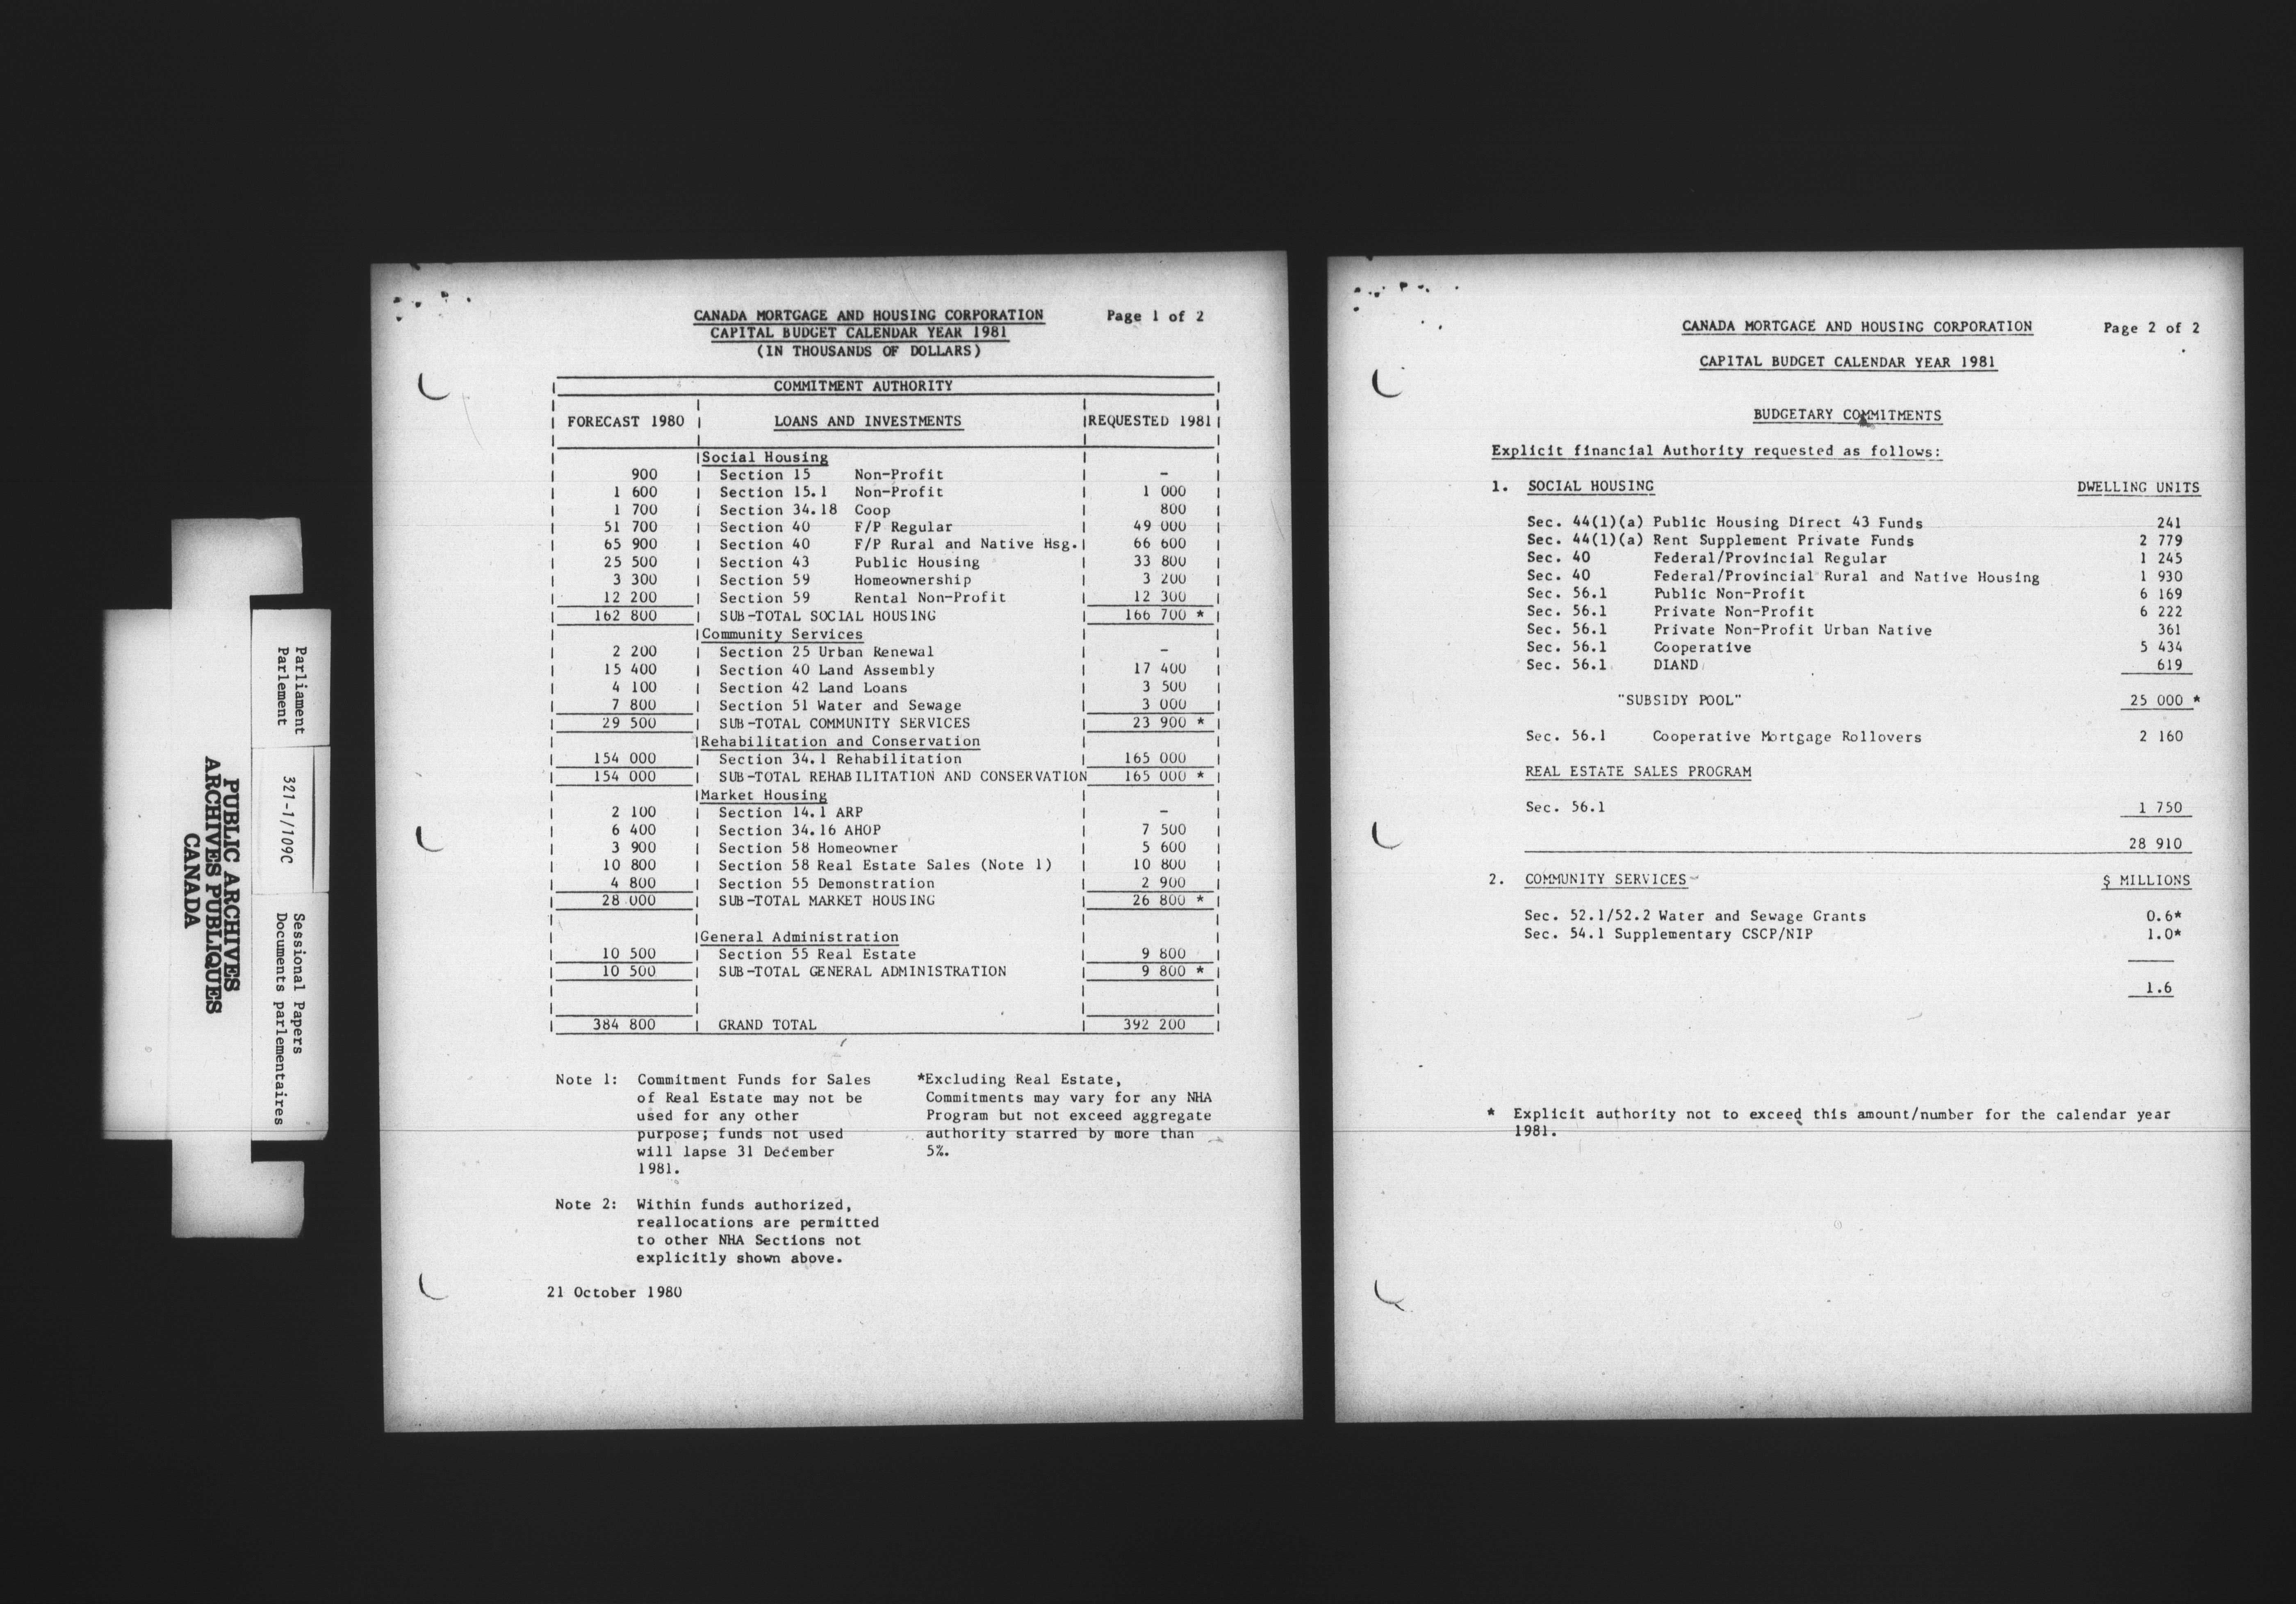 Parliament
Parlement
321-1/109C
Sessional Papers
Documents parlementaires
PUBLIC ARCHIVES
ARCHIVES PUBLIQUES
CANADA
CANADA MORTGAGE AND HOUSING CORPORATION Page 1 of 2
CAPITAL BUDGET CALENDAR YEAR 1981
(IN THOUSANDS OF DOLLARS)
COMMITMENT AUTHORITY
FORECAST 1980 LOANS AND INVESTMENTS REQUESTED 1981
Social Housing
900 Section 15 Non-Profit -
1 600 Section 15.1 Non-Profit 1 000
1 700 Section 34.18 Coop 800
51 700 Section 40 F/P Regular 49 000
65 900 Section 40 F/P Rural and Native Hsg. 66 600
25 500 Section 43 Public Housing 33 800
3 300 Section 59 Homeownership 3 200
12 200 Section 59 Rental Non-Profit 12 300
162 800 SUB-TOTAL SOCIAL HOUSING 166 700 *
Community Services
2 200 Section 25 Urban Renewal -
15 400 Section 40 Land Assembly 17 400
4 100 Section 42 Land Loans 3 500
7 800 Section 51 Water and Sewage 3 000
29 500 SUB-TOTAL COMMUNITY SERVICES 23 900 *
Rehabilitation and Conservation
154 000 Section 34.1 Rehabilitation 165 000
154 000 SUB-TOTAL REHABILITATION AND CONSERVATION 165 000 *
Market Housing
2 100 Section 14.1 ARP -
6 400 Section 34.16 AHOP 7 500
3 900 Section 58 Homeowner 5 600
10 800 Section 58 Real Estate Sales (Note 1) 10 800
4 800 Section 55 Demonstration 2 900
28 000 SUB-TOTAL MARKET HOUSING 26 800 *
General Administration
10 500 Section 55 Real Estate 9 800
10 500 SUB-TOTAL GENERAL ADMINISTRATION 9 800 *
384 800 GRAND TOTAL 392 200
Note 1: Commitment Funds for Sales
of Real Estate may not be
used for any other
purpose; funds not used
will lapse 31 December
1981.
*Excluding Real Estate,
Commitments may vary for any NHA
Program but not exceed aggregate
authority starred by more than
5%.
Note 2: Within funds authorized,
reallocations are permitted
to other NHA Sections not
explicitly shown above.
21 October 1980
CANADA MORTGAGE AND HOUSING CORPORATION Page 2 of 2
CAPITAL BUDGET CALENDAR YEAR 1981
BUDGETARY COMMITMENTS
Explicit financial Authority requested as follows:
1. SOCIAL HOUSING DWELLING UNITS
Sec. 44(1)(a) Public Housing Direct 43 Funds 241
Sec. 44(1)(a) Rent Supplement Private Funds 2 779
Sec. 40 Federal/Provincial Regular 1 245
Sec. 40 Federal/Provincial Rural and Native Housing 1 930
Sec. 56.1 Public Non-Profit 6 169
Sec. 56.1 Private Non-Profit 6 222
Sec. 56.1 Private Non-Profit Urban Native 361
Sec. 56.1 Cooperative 5 434
Sec. 56.1 DIAND 619
"SUBSIDY POOL" 25 000 *
Sec. 56.1 Cooperative Mortgage Rollovers 2 160
REAL ESTATE SALES PROGRAM
Sec. 56.1 1 750
28 910
2. COMMUNITY SERVICES $ MILLIONS
Sec. 52.1/52.2 Water and Sewage Grants 0.6*
Sec. 54.1 Supplementary CSCP/NIP 1.0*
1.6
* Explicit authority not to exceed this amount/number for the calendar year
1981.